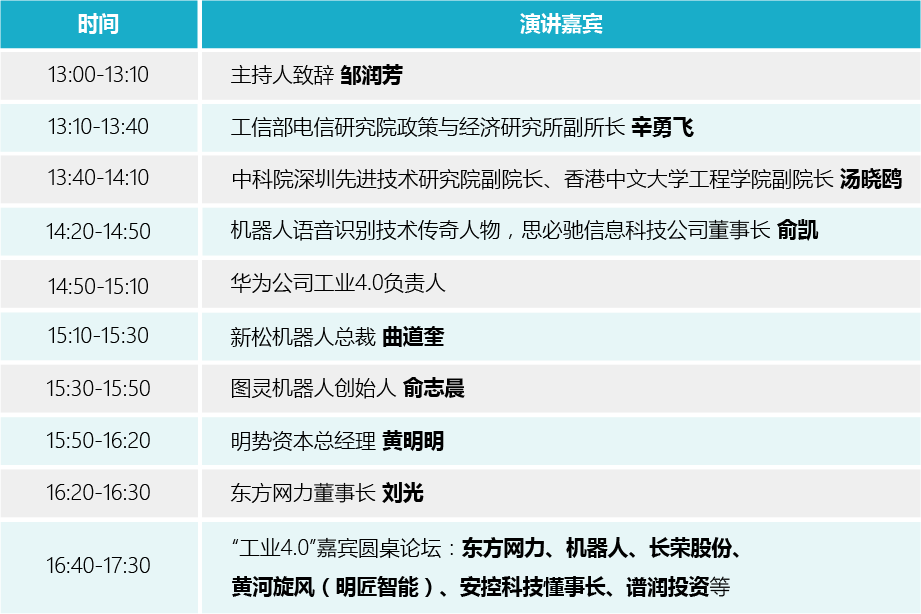 时间 演讲嘉宾
13:00-13:10 主持人致辞 邹润芳
13:10-13:40 工信部电信研究院政策与经济研究所副所长 辛勇飞
13:40-14:10 中科院深圳先进技术研究院副院长、香港中文大学工程学院副院长 汤晓鸥
14:20-14:50 机器人语音识别技术传奇人物，思必驰信息科技公司董事长 俞凯
14:50-15:10 华为公司工业4.0负责人
15:10-15:30 新松机器人总裁 曲道奎
15:30-15:50 图灵机器人创始人 俞志晨
15:50-16:20 明势资本总经理 黄明明
16:20-16:30 东方网力董事长 刘光
16:40-17:30 “工业4.0”嘉宾圆桌论坛：东方网力、机器人、长荣股份、
黄河旋风（明匠智能）、安控科技懂事长、谱润投资等